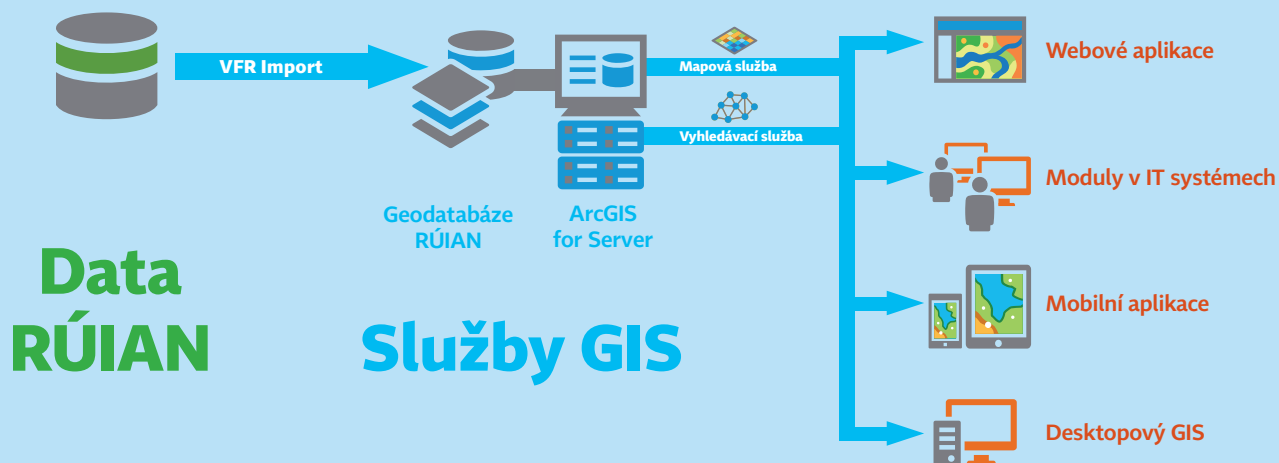 VFR Import
Mapová služba
Vyhledávací služba
Webové aplikace
Moduly v IT systémech
Mobilní aplikace
Desktopový GIS
Geodatabáze
RÚIAN
ArcGIS
for Server
Data
RÚIAN
Služby GIS